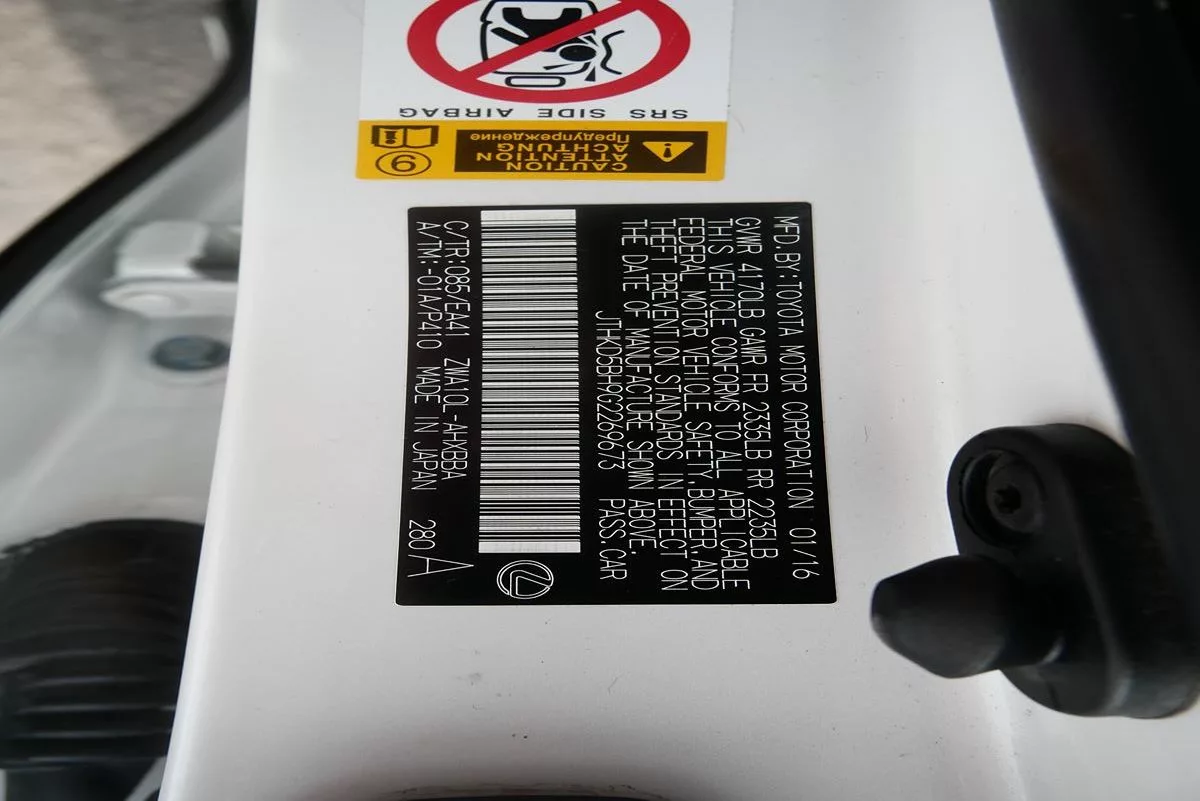 SRS SIDE AIRBAG
CAUTION
ATTENTION
ACHTUNG
Предупреждение
9
MFD.BY:TOYOTA MOTOR CORPORATION 01/16
GVWR 4170LB GAWR FR 2335LB RR 2235LB
THIS VEHICLE CONFORMS TO ALL APPLICABLE
FEDERAL MOTOR VEHICLE SAFETY,BUMPER,AND
THEFT PREVENTION STANDARDS IN EFFECT ON
THE DATE OF MANUFACTURE SHOWN ABOVE.
JTHKD5BH9G2269673 PASS.CAR
C/TR:085/EA41 ZWA10L-AHXBBA
A/TM:-01A/P410 MADE IN JAPAN 280 A